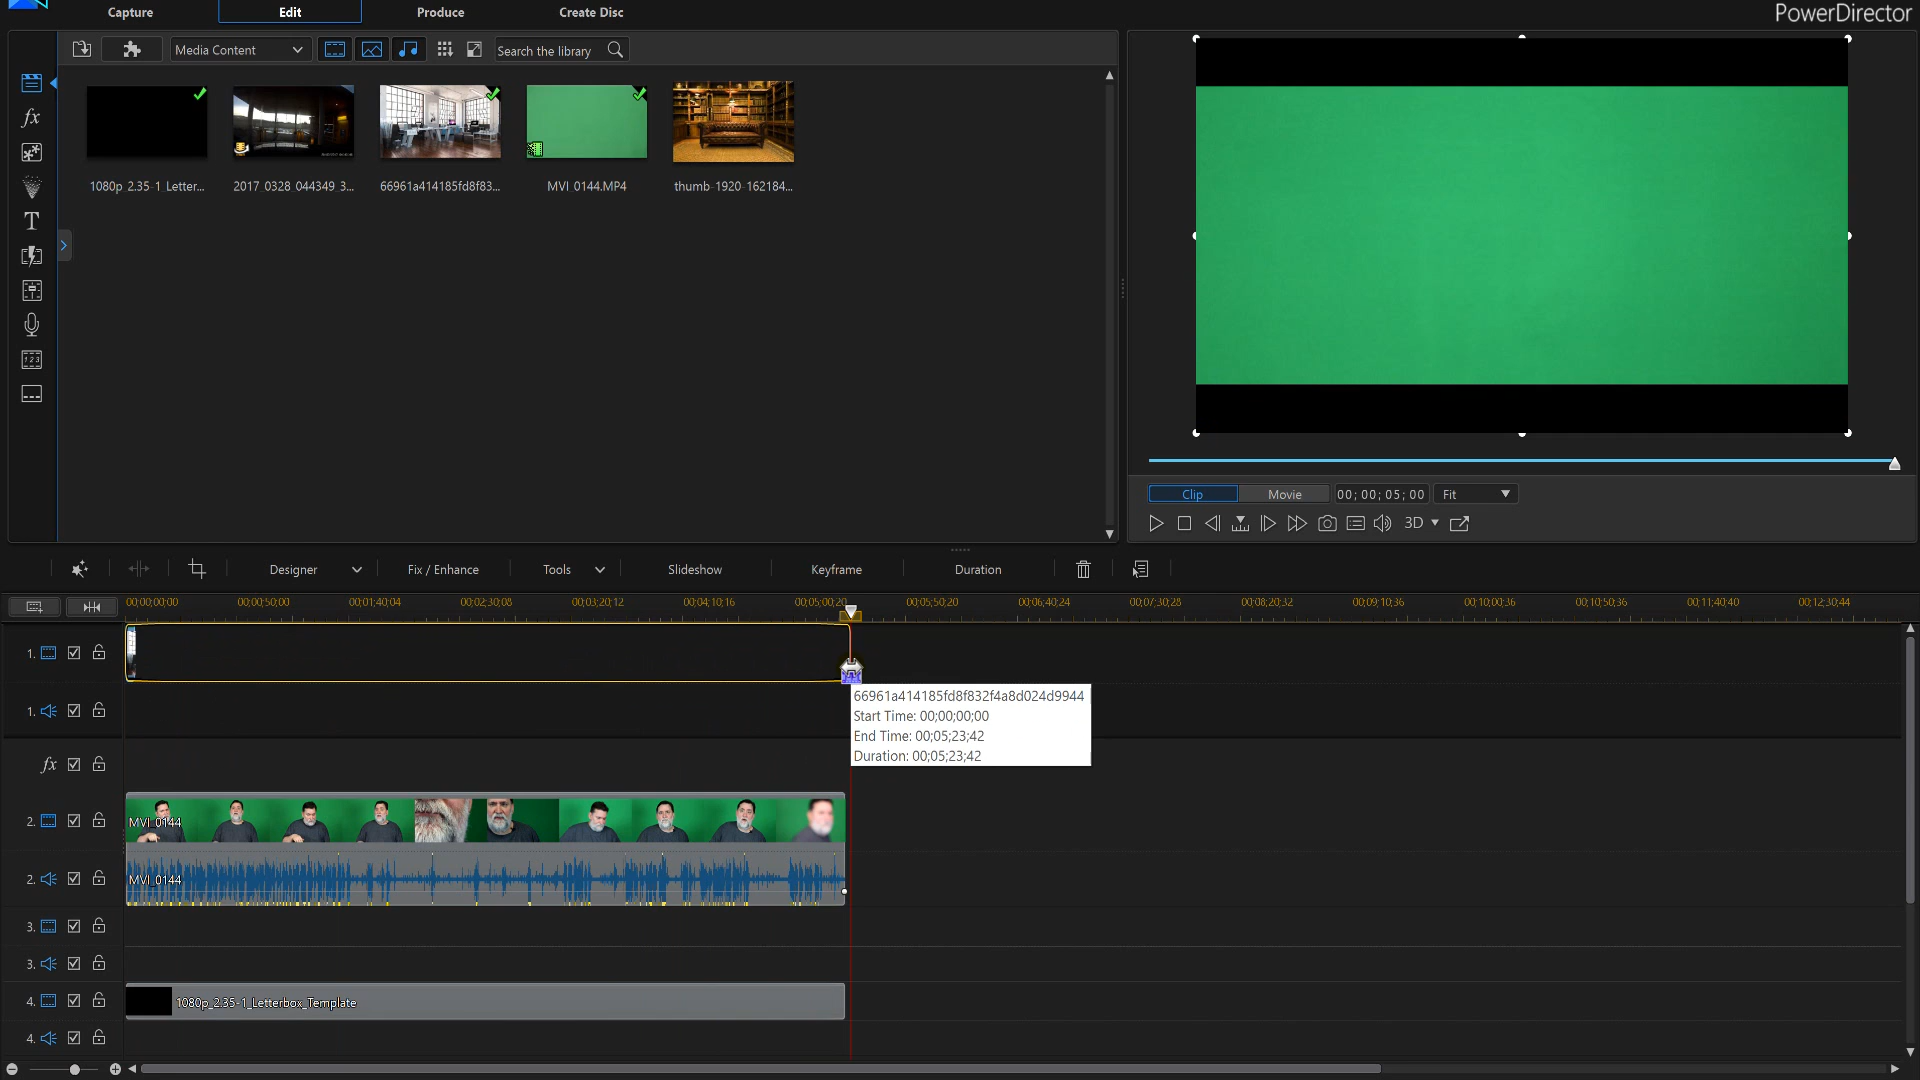 Capture Edit Produce Create Disc PowerDirector
Media Content Search the library
1080p 2.35-1 Letter... 2017 0328 044349 3... 66961a414185fd8f83... MVI 0144.MP4 thumb-1920-162184...
fx
T
Clip Movie 00; 00; 05; 00 Fit
3D
Designer Fix / Enhance Tools Slideshow Keyframe Duration
00;00;00;00 00;00;50;00 00;01;40;04 00;02;30;08 00;03;20;12 00;04;10;16 00;05;00;20 00;05;50;20 00;06;40;24 00;07;30;28 00;08;20;32 00;09;10;36 00;10;00;36 00;10;50;36 00;11;40;40 00;12;30;44
1.
66961a414185fd8f832f4a8d024d9944
Start Time: 00;00;00;00
1.
End Time: 00;05;23;42
Duration: 00;05;23;42
fx
2. MVI_0144
2. MVI_0144
3.
3.
4. 1080p_2.35-1_Letterbox_Template
4.